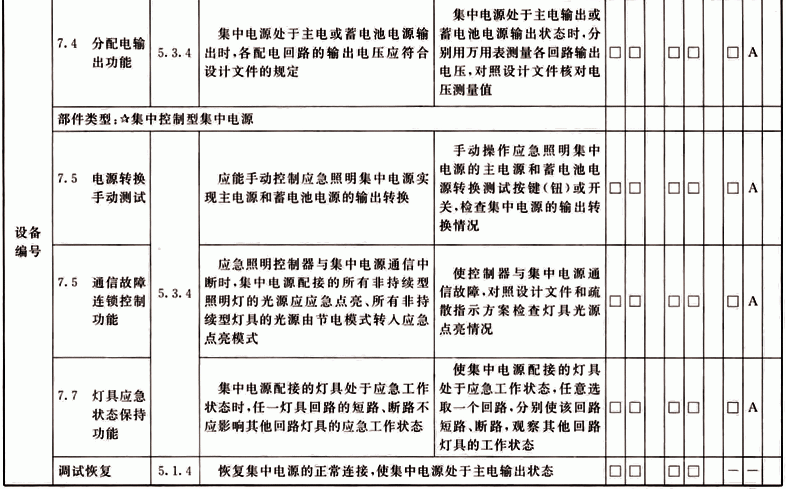 设备
编号
7.4 分配电输
出功能
5.3.4
集中电源处于主电或蓄电池电源输
出时,各配电回路的输出电压应符合
设计文件的规定
集中电源处于主电输出或
蓄电池电源输出状态时,分
别用万用表测量各回路输出
电压,对照设计文件核对电
压测量值
□ □ □ □ □ A
部件类型:☆集中控制型集中电源
7.5 电源转换
手动测试
应能手动控制应急照明集中电源实
现主电源和蓄电池电源的输出转换
手动操作应急照明集中
电源的主电源和蓄电池电
源转换测试按键(钮)或开
关,检查集中电源的输出转
换情况
□ □ □ □ □ A
7.5 通信故障
连锁控制
功能
5.3.4
应急照明控制器与集中电源通信中
断时,集中电源配接的所有非持续型
照明灯的光源应应急点亮、所有非持
续型灯具的光源由节电模式转入应急
点亮模式
使控制器与集中电源通
信故障,对照设计文件和疏
散指示方案检查灯具光源
点亮情况
□ □ □ □ □ A
7.7 灯具应急
状态保持
功能
集中电源配接的灯具处于应急工作
状态时,任一灯具回路的短路、断路不
应影响其他回路灯具的应急工作状态
使集中电源配接的灯具
处于应急工作状态,任意选
取一个回路,分别使该回路
短路、断路,观察其他回路
灯具的工作状态
□ □ □ □ □ A
调试恢复
5.1.4
恢复集中电源的正常连接,使集中电源处于主电输出状态
□ □ □ □ — —